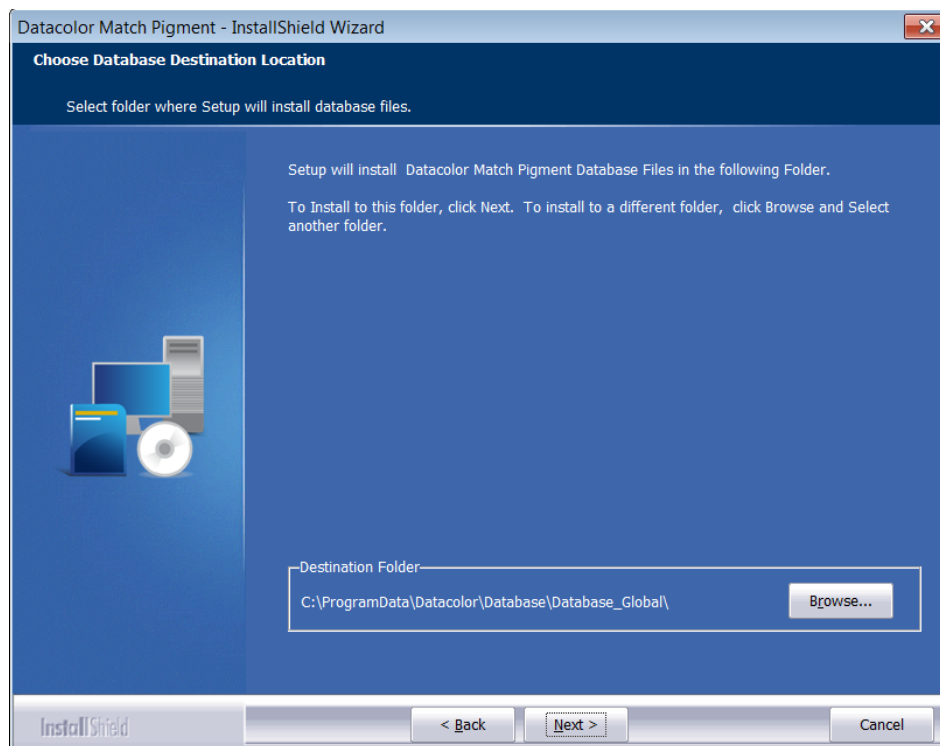 Datacolor Match Pigment - InstallShield Wizard
Choose Database Destination Location
Select folder where Setup will install database files.
Setup will install  Datacolor Match Pigment Database Files in the following Folder.
To Install to this folder, click Next.  To install to a different folder,  click Browse and Select
another folder.
Destination Folder
C:\ProgramData\Datacolor\Database\Database_Global\
Browse...
InstallShield
< Back
Next >
Cancel